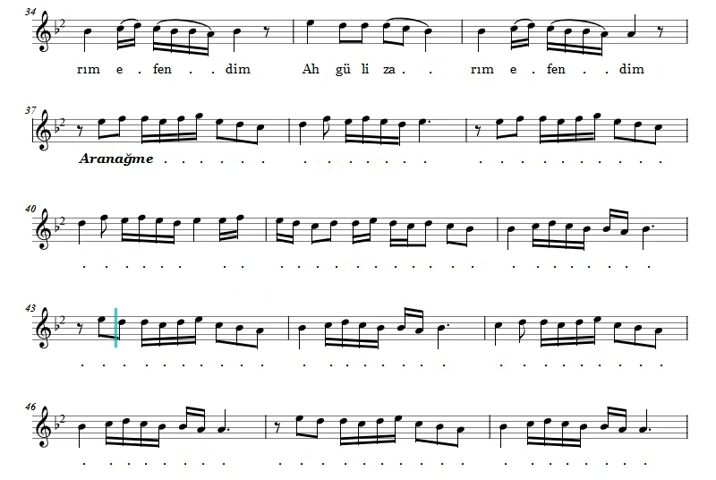 34
rım e . fen . . dim Ah gü li za . . rım e . fen . . dim
37
Aranağme . . . . . . . . . . . . . . . . . . . . .
40
. . . . . . . . . . . . . . . . . . . . . . . . . .
43
. . . . . . . . . . . . . . . . . . . . . .
46
. . . . . . . . . . . . . . . . . . . . . .